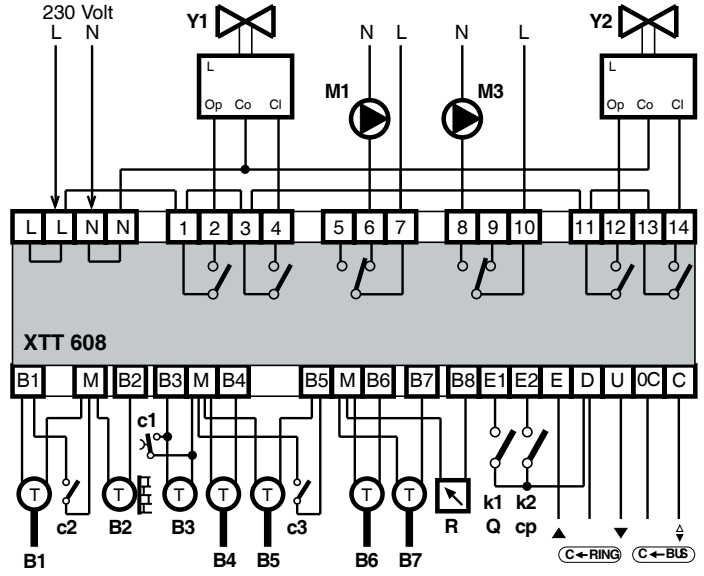 230 Volt
L N
Y1
N L
N L
Y2
L
L
M1
M3
Op Co Cl
Op Co Cl
L L N N 1 2 3 4 5 6 7 8 9 10 11 12 13 14
XTT 608
B1 M B2 B3 M B4 B5 M B6 B7 B8 E1 E2 E D U 0C C
c1
T T T T T T T
c2 B2 B3 c3 R k1 k2
Q cp
B1 B4 B5 B6 B7
C←RING C←BUS